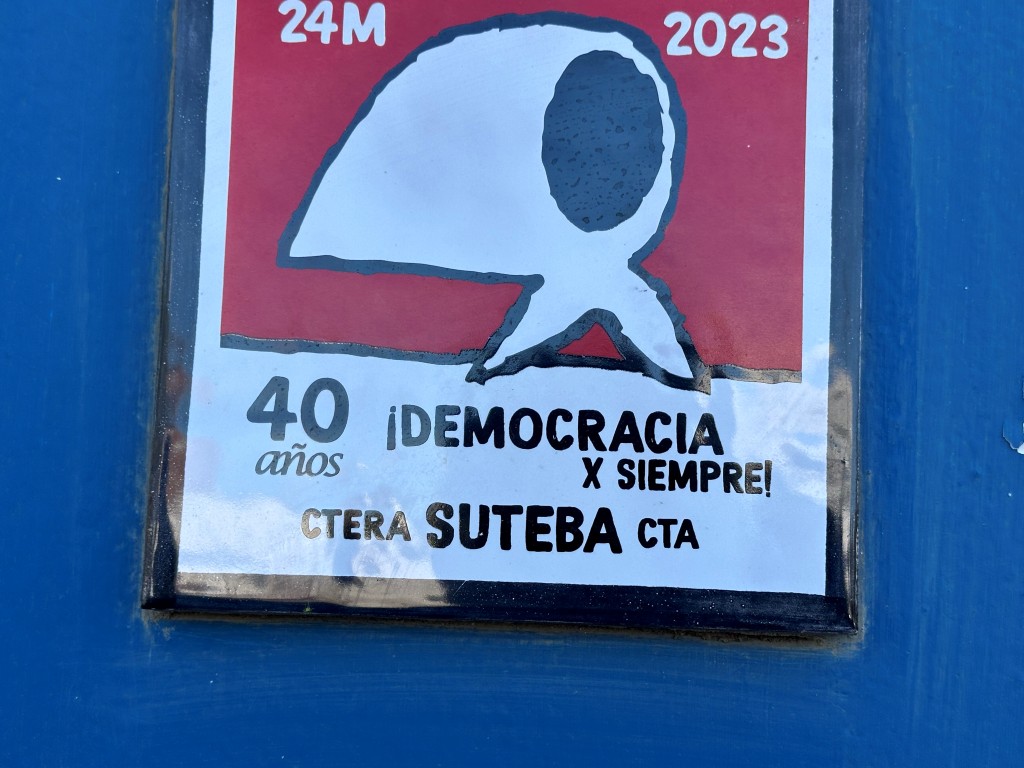 24M 2023
40 años ¡DEMOCRACIA
X SIEMPRE!
CTERA SUTEBA CTA